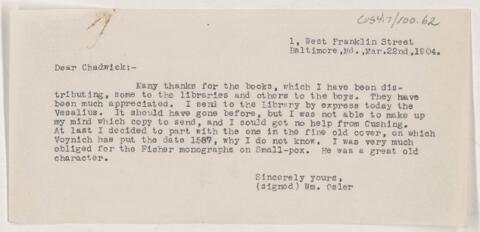 CUS417/100.62
1, West Franklin Street
Baltimore,Md.,Mar.22nd,1904.
Dear Chadwick:-
Many thanks for the books, which I have been dis-
tributing, some to the libraries and others to the boys. They have
been much appreciated. I send to the Library by express today the
Vesalius. It should have gone before, but I was not able to make up
my mind which copy to send, and I could get no help from Cushing.
At last I decided to part with the one in the fine old cover, on which
Voynich has put the date 1587, why I do not know. I was very much
obliged for the Fisher monographs on Small-pox. He was a great old
character.
Sincerely yours,
(signed) Wm. Osler